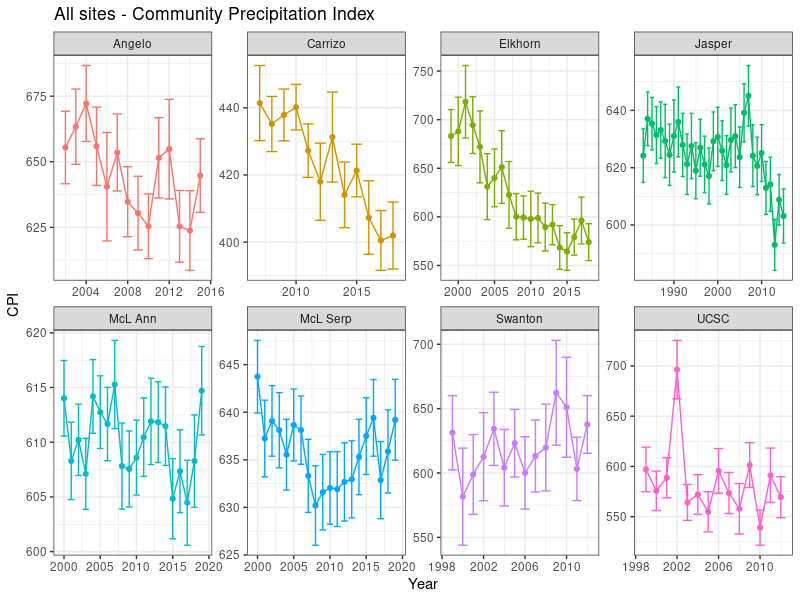 All sites - Community Precipitation Index
Angelo Carrizo Elkhorn Jasper
675
650
625
2004 2008 2012 2016
440
420
400
2010 2015
750
700
650
600
550
2000 2005 2010 2015
640
620
600
1990 2000 2010
CPI
McL Ann McL Serp Swanton UCSC
620
615
610
605
600
2000 2005 2010 2015 2020
645
640
635
630
625
2000 2005 2010 2015 2020
700
650
600
550
1998 2002 2006 2010
700
650
600
550
1998 2002 2006 2010
Year